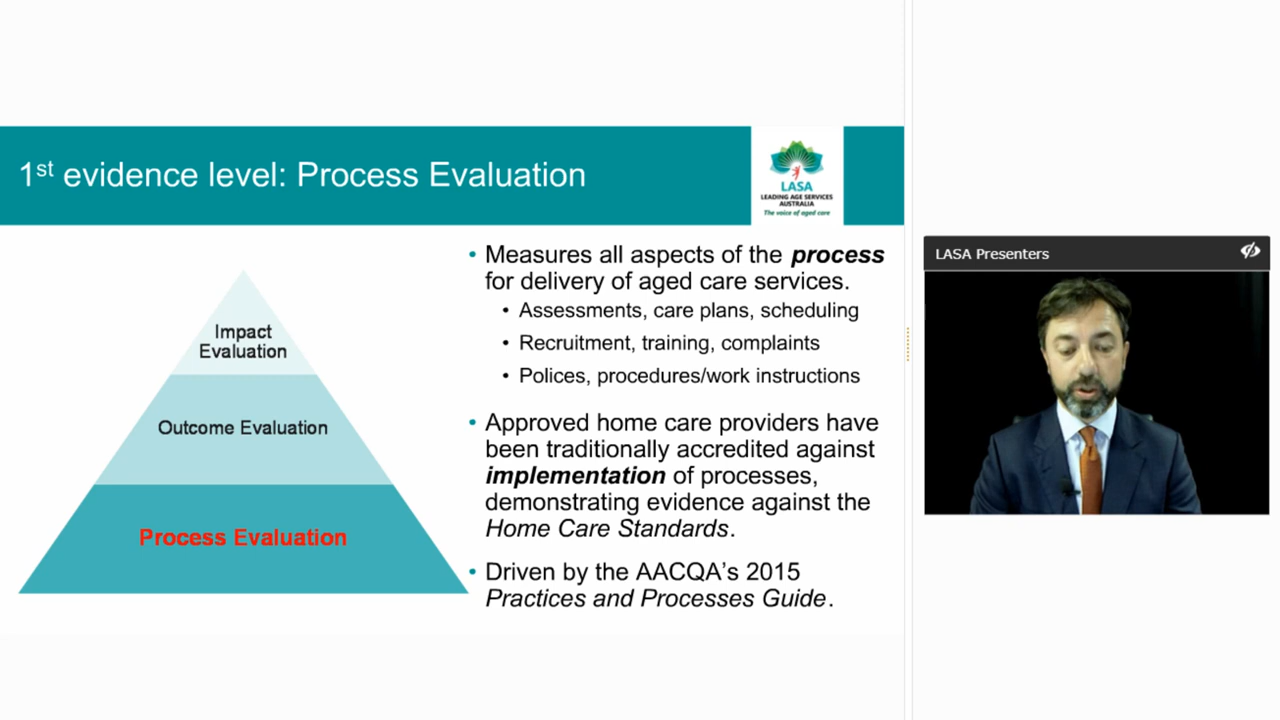 1st evidence level: Process Evaluation
LASA
LEADING AGE SERVICES
AUSTRALIA
The voice of aged care
Impact
Evaluation
Outcome Evaluation
Process Evaluation
• Measures all aspects of the process
for delivery of aged care services.
• Assessments, care plans, scheduling
• Recruitment, training, complaints
• Polices, procedures/work instructions
• Approved home care providers have
been traditionally accredited against
implementation of processes,
demonstrating evidence against the
Home Care Standards.
• Driven by the AACQA's 2015
Practices and Processes Guide.
LASA Presenters